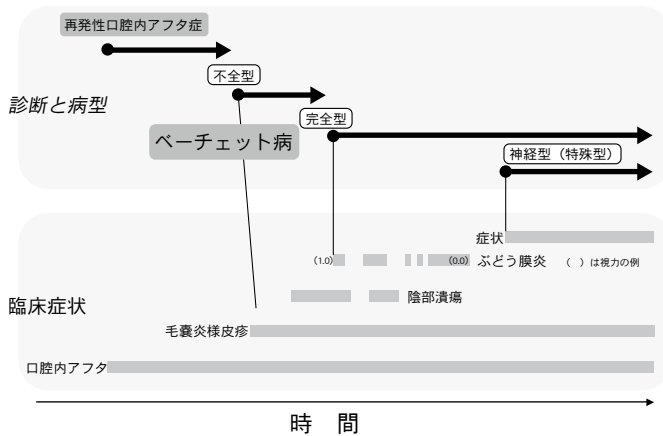 再発性口腔内アフタ症
不全型
診断と病型
完全型
ベーチェット病
神経型（特殊型）
症状
(1.0)
(0.0)
ぶどう膜炎
（　）は視力の例
陰部潰瘍
臨床症状
毛嚢炎様皮疹
口腔内アフタ
時　間